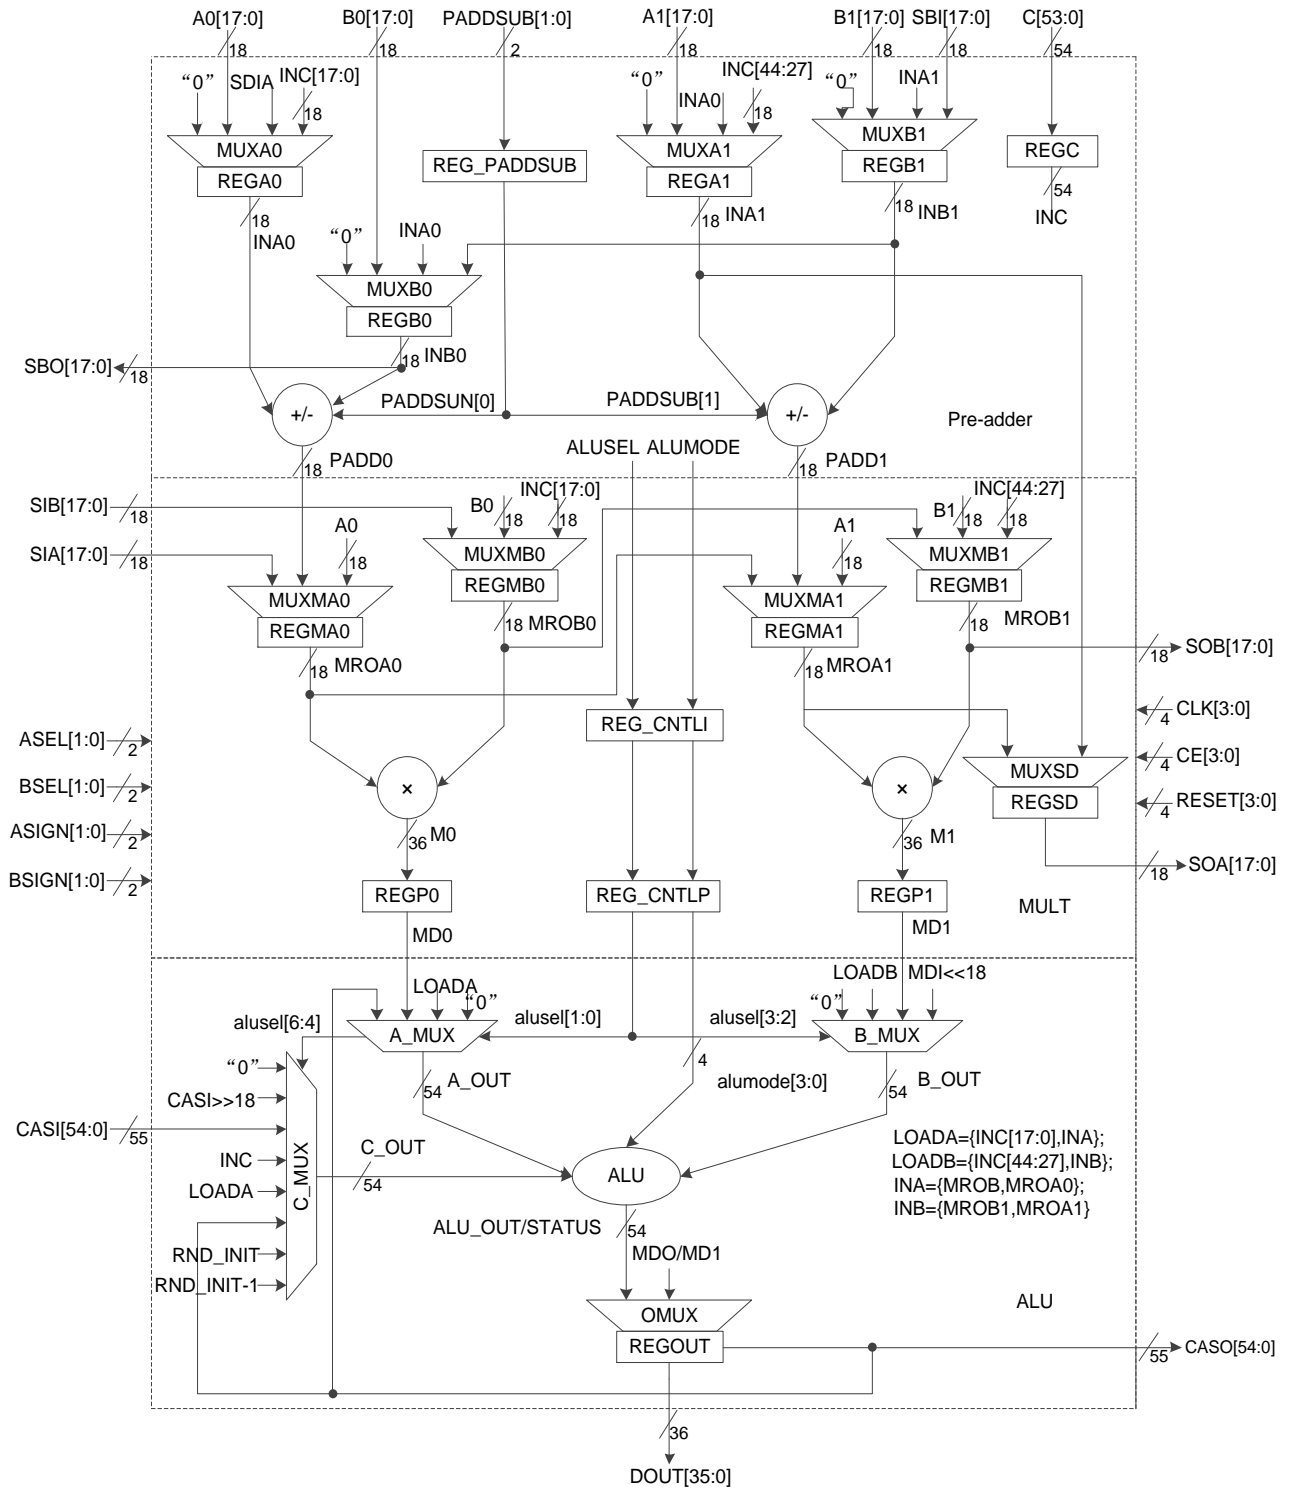 A0[17:0] B0[17:0] PADDSUB[1:0] A1[17:0] B1[17:0] SBI[17:0] C[53:0]
18 18 2 18 18 18 54
“0” SDIA INC[17:0] 18
“0” INA0 INC[44:27] 18
“0” INA1
MUXA0
REGA0
REG_PADDSUB
MUXA1
REGA1
MUXB1
REGB1
REGC
18 INA0
18 INA1
18 INB1
54
INC
“0” INA0
MUXB0
REGB0
18 INB0
SBO[17:0] 18
+/- PADDSUN[0] PADDSUB[1] +/-
Pre-adder
18 PADD0
ALUSEL ALUMODE
18 PADD1
SIB[17:0] 18
SIA[17:0] 18
A0 18
B0 18 INC[17:0] 18
A1 18
B1 18 INC[44:27] 18
MUXMB0
REGMB0
MUXMB1
REGMB1
MUXMA0
REGMA0
MUXMA1
REGMA1
18 MROB0
18 MROB1
18 MROA0
18 MROA1
18 SOB[17:0]
4 CLK[3:0]
REG_CNTLI
ASEL[1:0] 2
BSEL[1:0] 2
ASIGN[1:0] 2
BSIGN[1:0] 2
×
×
MUXSD
REGSD
4 CE[3:0]
4 RESET[3:0]
36 M0
36 M1
18 SOA[17:0]
REGP0
REG_CNTLP
REGP1
MULT
MD0
MD1
LOADA “0”
“0” LOADB MDI<<18
alusel[6:4] A_MUX alusel[1:0] alusel[3:2] B_MUX
54 A_OUT
4
alumode[3:0]
54 B_OUT
“0”
CASI>>18
CASI[54:0] 55
INC
LOADA
RND_INIT
RND_INIT-1
C_MUX
C_OUT
54
ALU
LOADA={INC[17:0],INA};
LOADB={INC[44:27],INB};
INA={MROB,MROA0};
INB={MROB1,MROA1}
ALU_OUT/STATUS 54
MDO/MD1
OMUX
REGOUT
ALU
55 CASO[54:0]
36
DOUT[35:0]